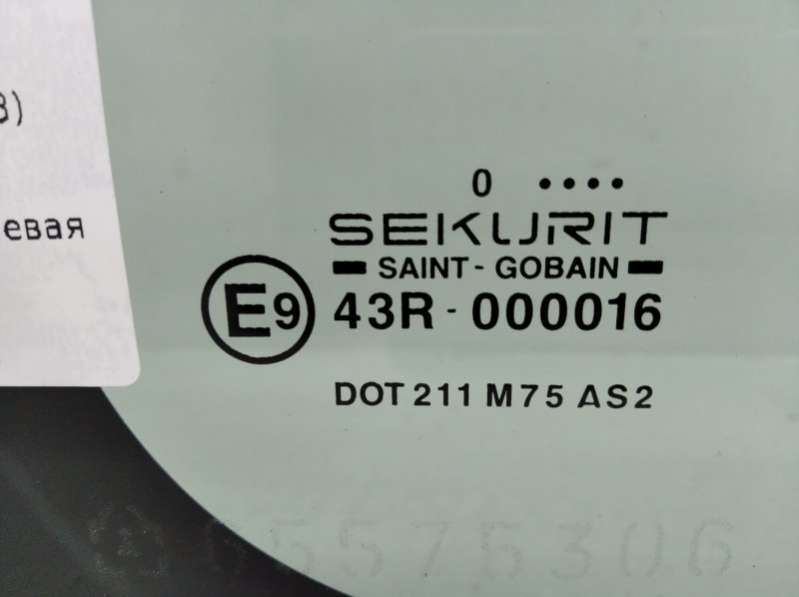 3)
евая
0 ••••
SEKURIT
SAINT-GOBAIN
E9 43R-000016
DOT 211 M75 AS2